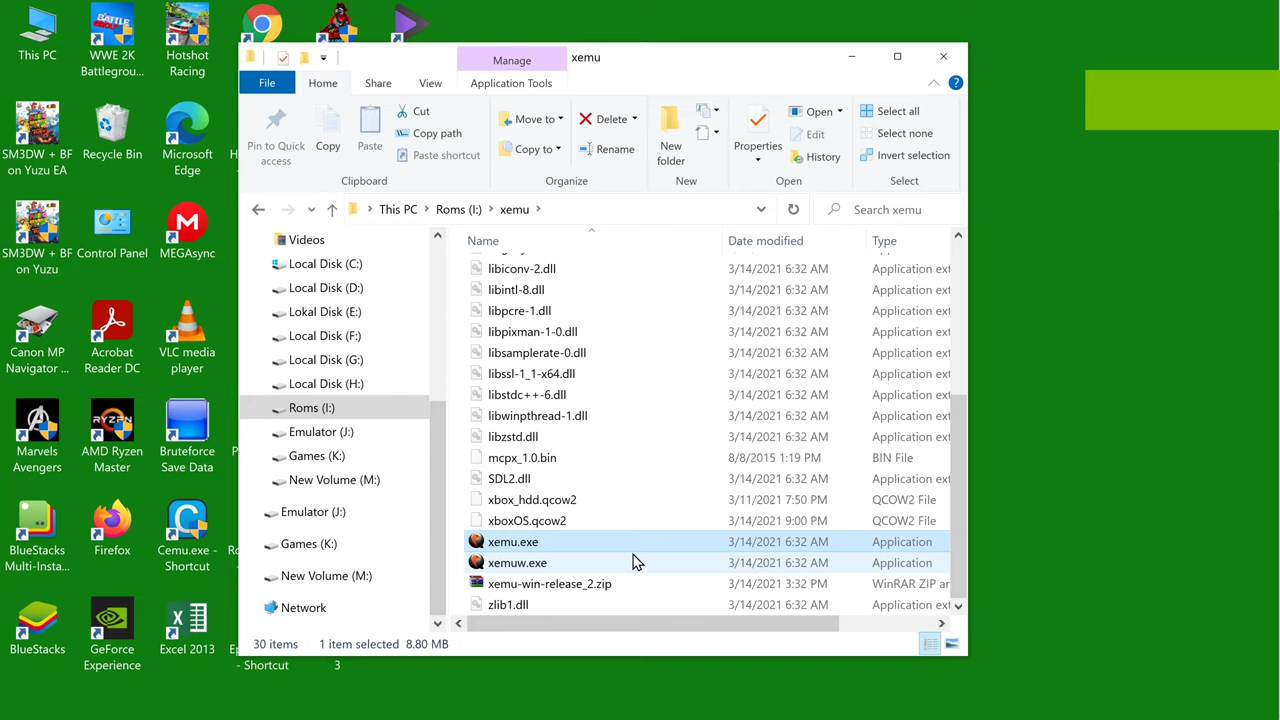 This PC
WWE 2K
Battlegrou...
Hotshot
Racing
SM3DW + BF
on Yuzu EA
Recycle Bin
Microsoft
Edge
SM3DW + BF
on Yuzu
Control Panel
MEGAsync
Canon MP
Navigator ...
Acrobat
Reader DC
VLC media
player
Marvels
Avengers
AMD Ryzen
Master
Bruteforce
Save Data
BlueStacks
Multi-Insta...
Firefox
Cemu.exe -
Shortcut
BlueStacks
GeForce
Experience
Excel 2013
- Shortcut
3
Manage
xemu
File
Home
Share
View
Application Tools
Pin to Quick
access
Copy
Paste
Cut
Copy path
Paste shortcut
Clipboard
Move to
Copy to
Delete
Rename
Organize
New
folder
New
Properties
Open
Edit
History
Open
Select all
Select none
Invert selection
Select
This PC
Roms (I:)
xemu
Search xemu
Videos
Local Disk (C:)
Local Disk (D:)
Lokal Disk (E:)
Local Disk (F:)
Local Disk (G:)
Local Disk (H:)
Roms (I:)
Emulator (J:)
Games (K:)
New Volume (M:)
Emulator (J:)
Games (K:)
New Volume (M:)
Network
Name Date modified Type
libiconv-2.dll 3/14/2021 6:32 AM Application ext
libintl-8.dll 3/14/2021 6:32 AM Application ext
libpcre-1.dll 3/14/2021 6:32 AM Application ext
libpixman-1-0.dll 3/14/2021 6:32 AM Application ext
libsamplerate-0.dll 3/14/2021 6:32 AM Application ext
libssl-1_1-x64.dll 3/14/2021 6:32 AM Application ext
libstdc++-6.dll 3/14/2021 6:32 AM Application ext
libwinpthread-1.dll 3/14/2021 6:32 AM Application ext
libzstd.dll 3/14/2021 6:32 AM Application ext
mcpx_1.0.bin 8/8/2015 1:19 PM BIN File
SDL2.dll 3/14/2021 6:32 AM Application ext
xbox_hdd.qcow2 3/11/2021 7:50 PM QCOW2 File
xboxOS.qcow2 3/14/2021 9:00 PM QCOW2 File
xemu.exe 3/14/2021 6:32 AM Application
xemuw.exe 3/14/2021 6:32 AM Application
xemu-win-release_2.zip 3/14/2021 3:32 PM WinRAR ZIP ar
zlib1.dll 3/14/2021 6:32 AM Application ext
30 items 1 item selected 8.80 MB